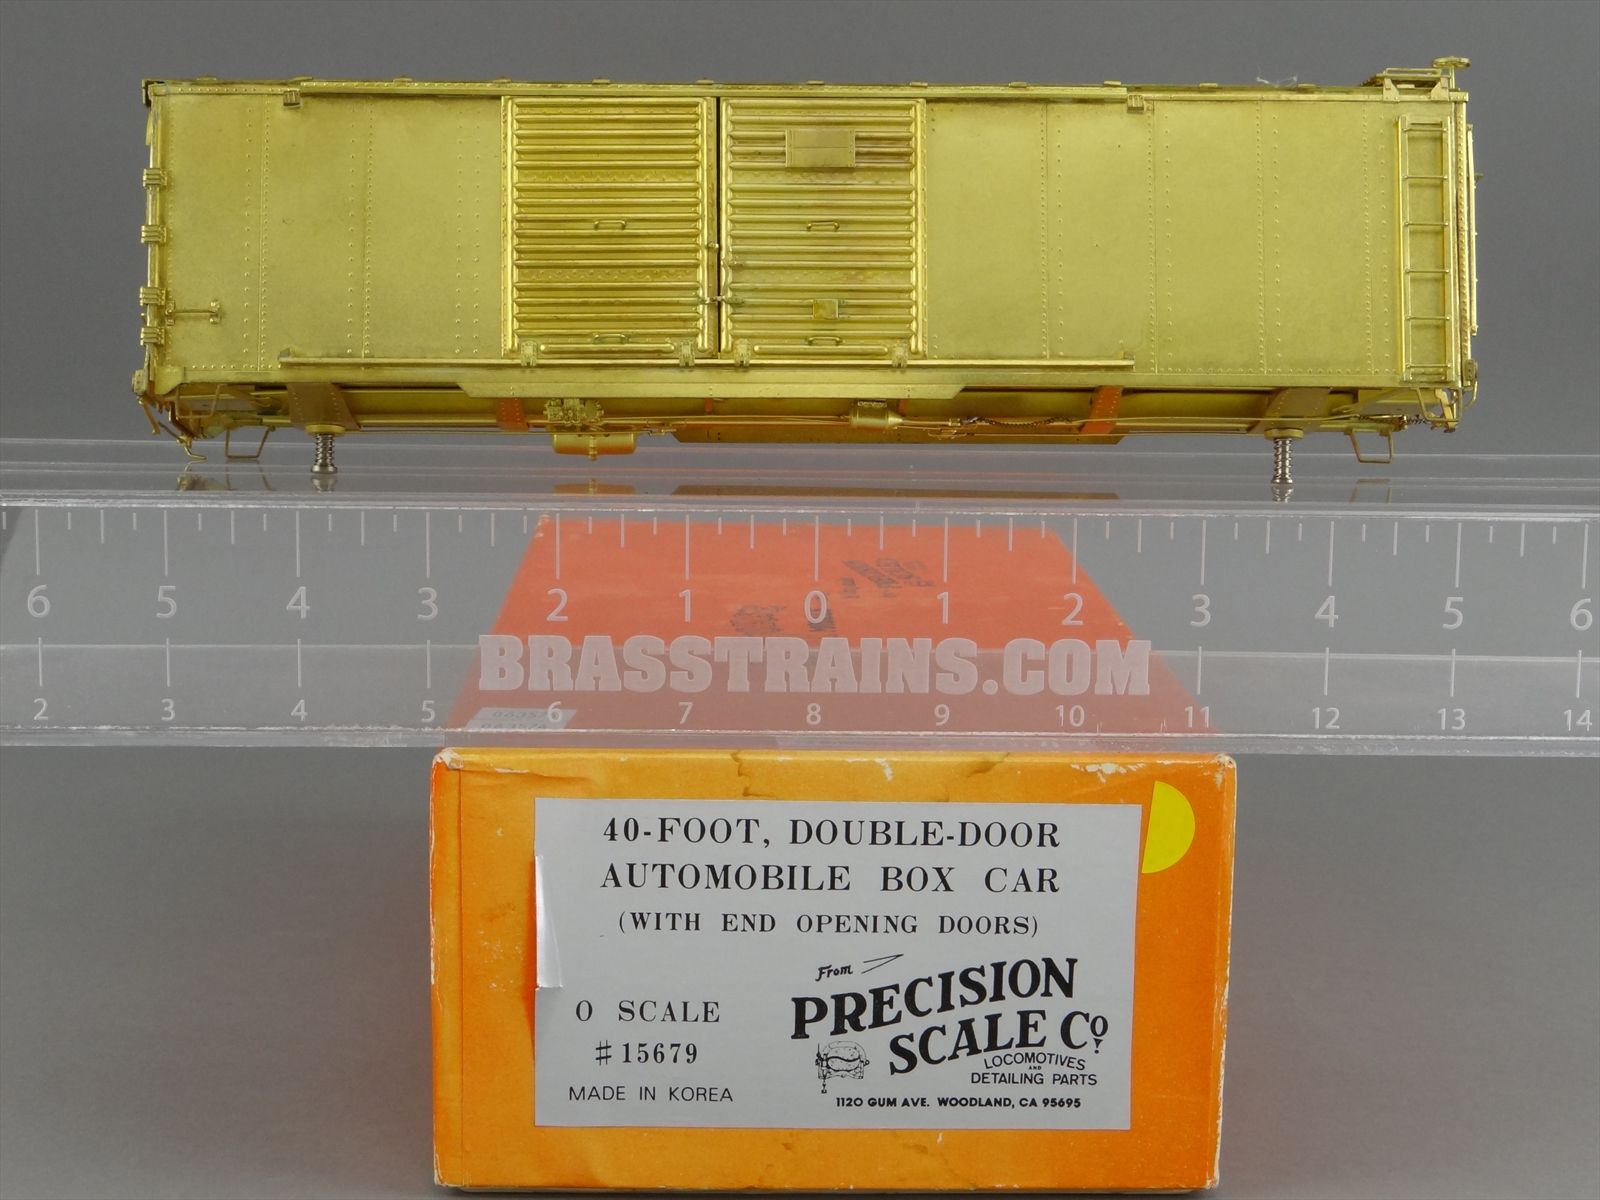 6 5 4 3 2 1 0 1 2 3 4 5 6
BRASSTRAINS.COM
2 3 4 5 6 7 8 9 10 11 12 13 14
40-FOOT, DOUBLE-DOOR
AUTOMOBILE BOX CAR
(WITH END OPENING DOORS)
From
PRECISION
SCALE Co.
LOCOMOTIVES
AND
DETAILING PARTS
1120 GUM AVE. WOODLAND, CA 95695
O SCALE
#15679
MADE IN KOREA